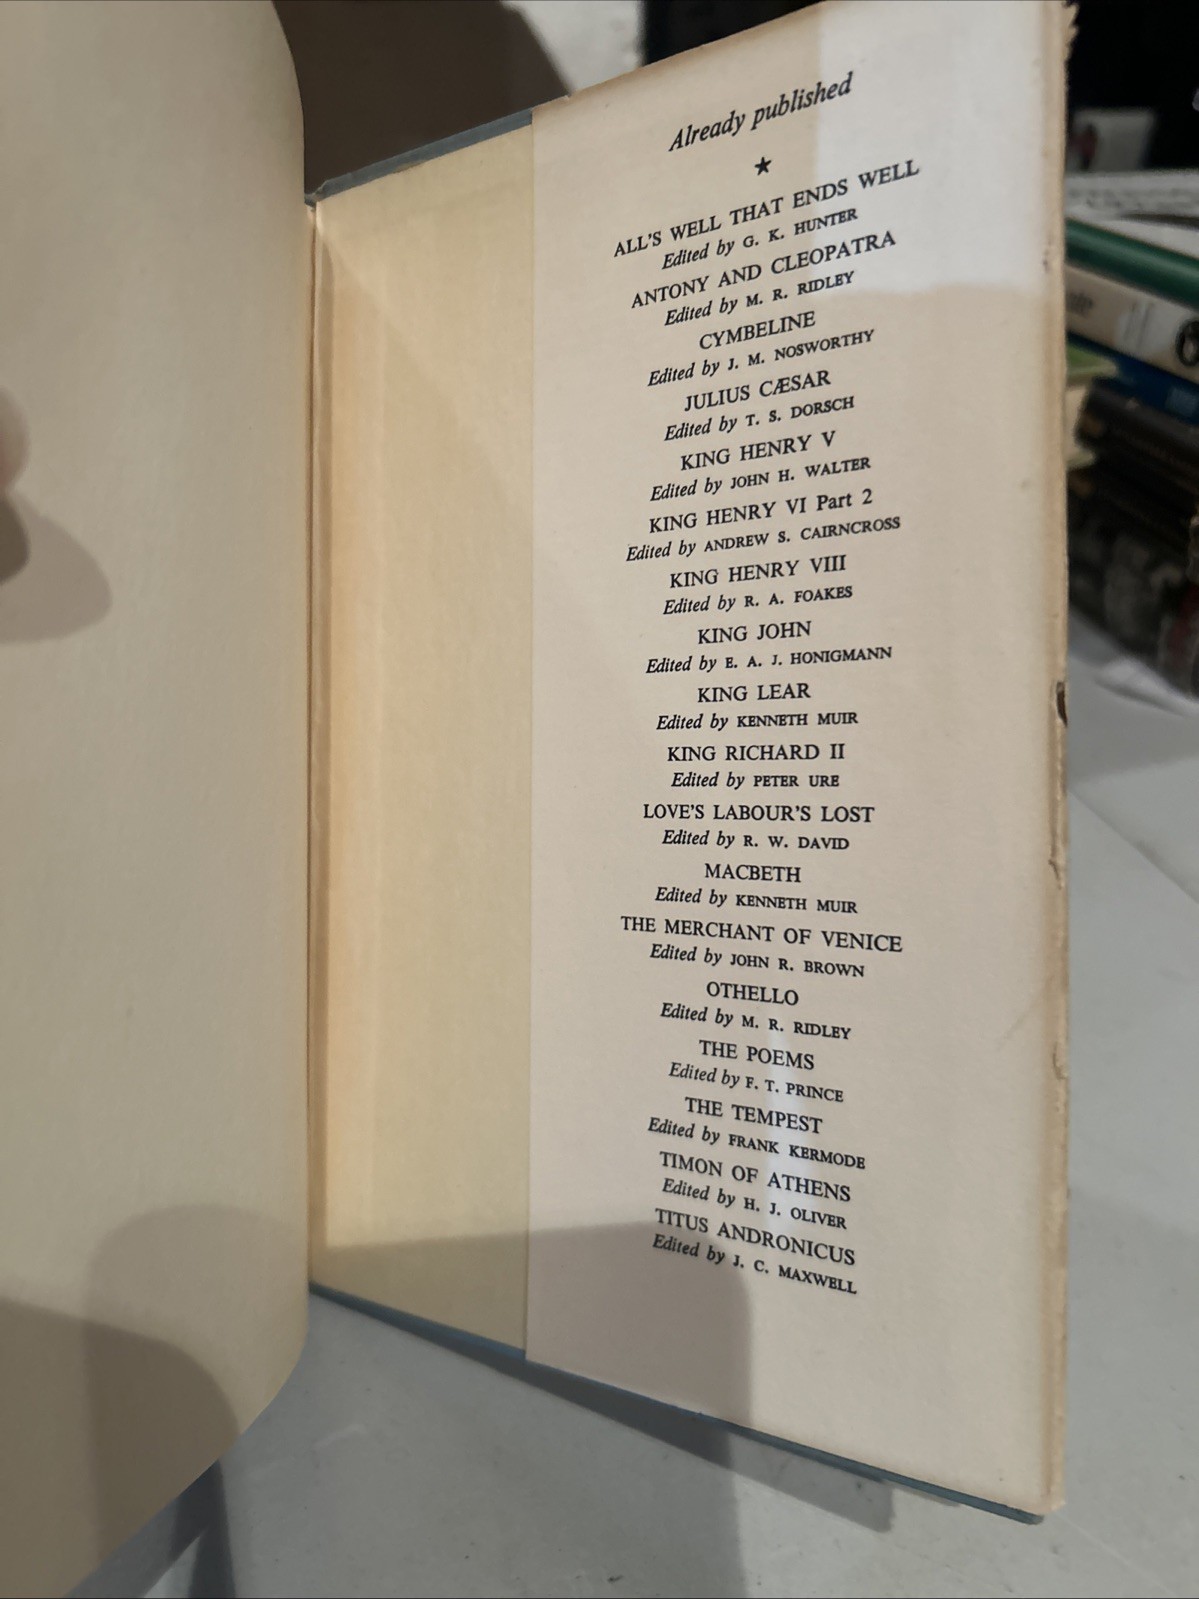 Already published
★
ALL'S WELL THAT ENDS WELL
Edited by G. K. HUNTER
ANTONY AND CLEOPATRA
Edited by M. R. RIDLEY
CYMBELINE
Edited by J. M. NOSWORTHY
JULIUS CÆSAR
Edited by T. S. DORSCH
KING HENRY V
Edited by JOHN H. WALTER
KING HENRY VI Part 2
Edited by ANDREW S. CAIRNCROSS
KING HENRY VIII
Edited by R. A. FOAKES
KING JOHN
Edited by E. A. J. HONIGMANN
KING LEAR
Edited by KENNETH MUIR
KING RICHARD II
Edited by PETER URE
LOVE'S LABOUR'S LOST
Edited by R. W. DAVID
MACBETH
Edited by KENNETH MUIR
THE MERCHANT OF VENICE
Edited by JOHN R. BROWN
OTHELLO
Edited by M. R. RIDLEY
THE POEMS
Edited by F. T. PRINCE
THE TEMPEST
Edited by FRANK KERMODE
TIMON OF ATHENS
Edited by H. J. OLIVER
TITUS ANDRONICUS
Edited by J. C. MAXWELL